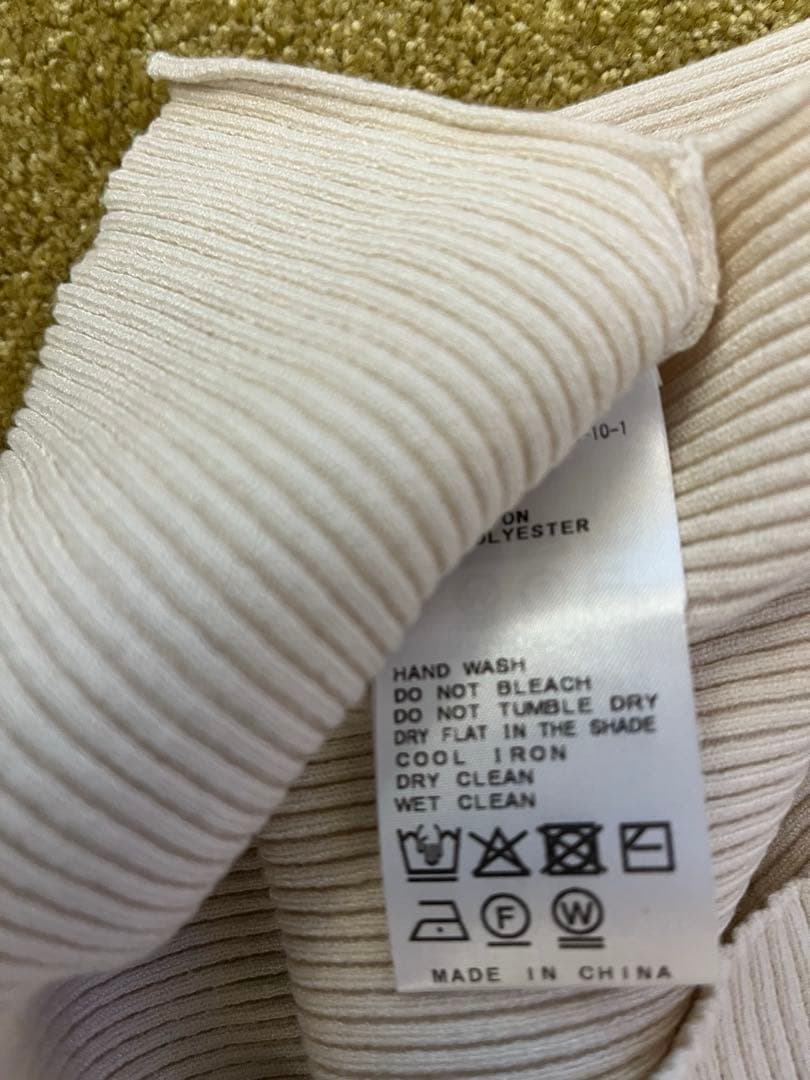 -10-1
ON
LYESTER
HAND WASH
DO NOT BLEACH
DO NOT TUMBLE DRY
DRY FLAT IN THE SHADE
COOL IRON
DRY CLEAN
WET CLEAN
F
W
MADE IN CHINA